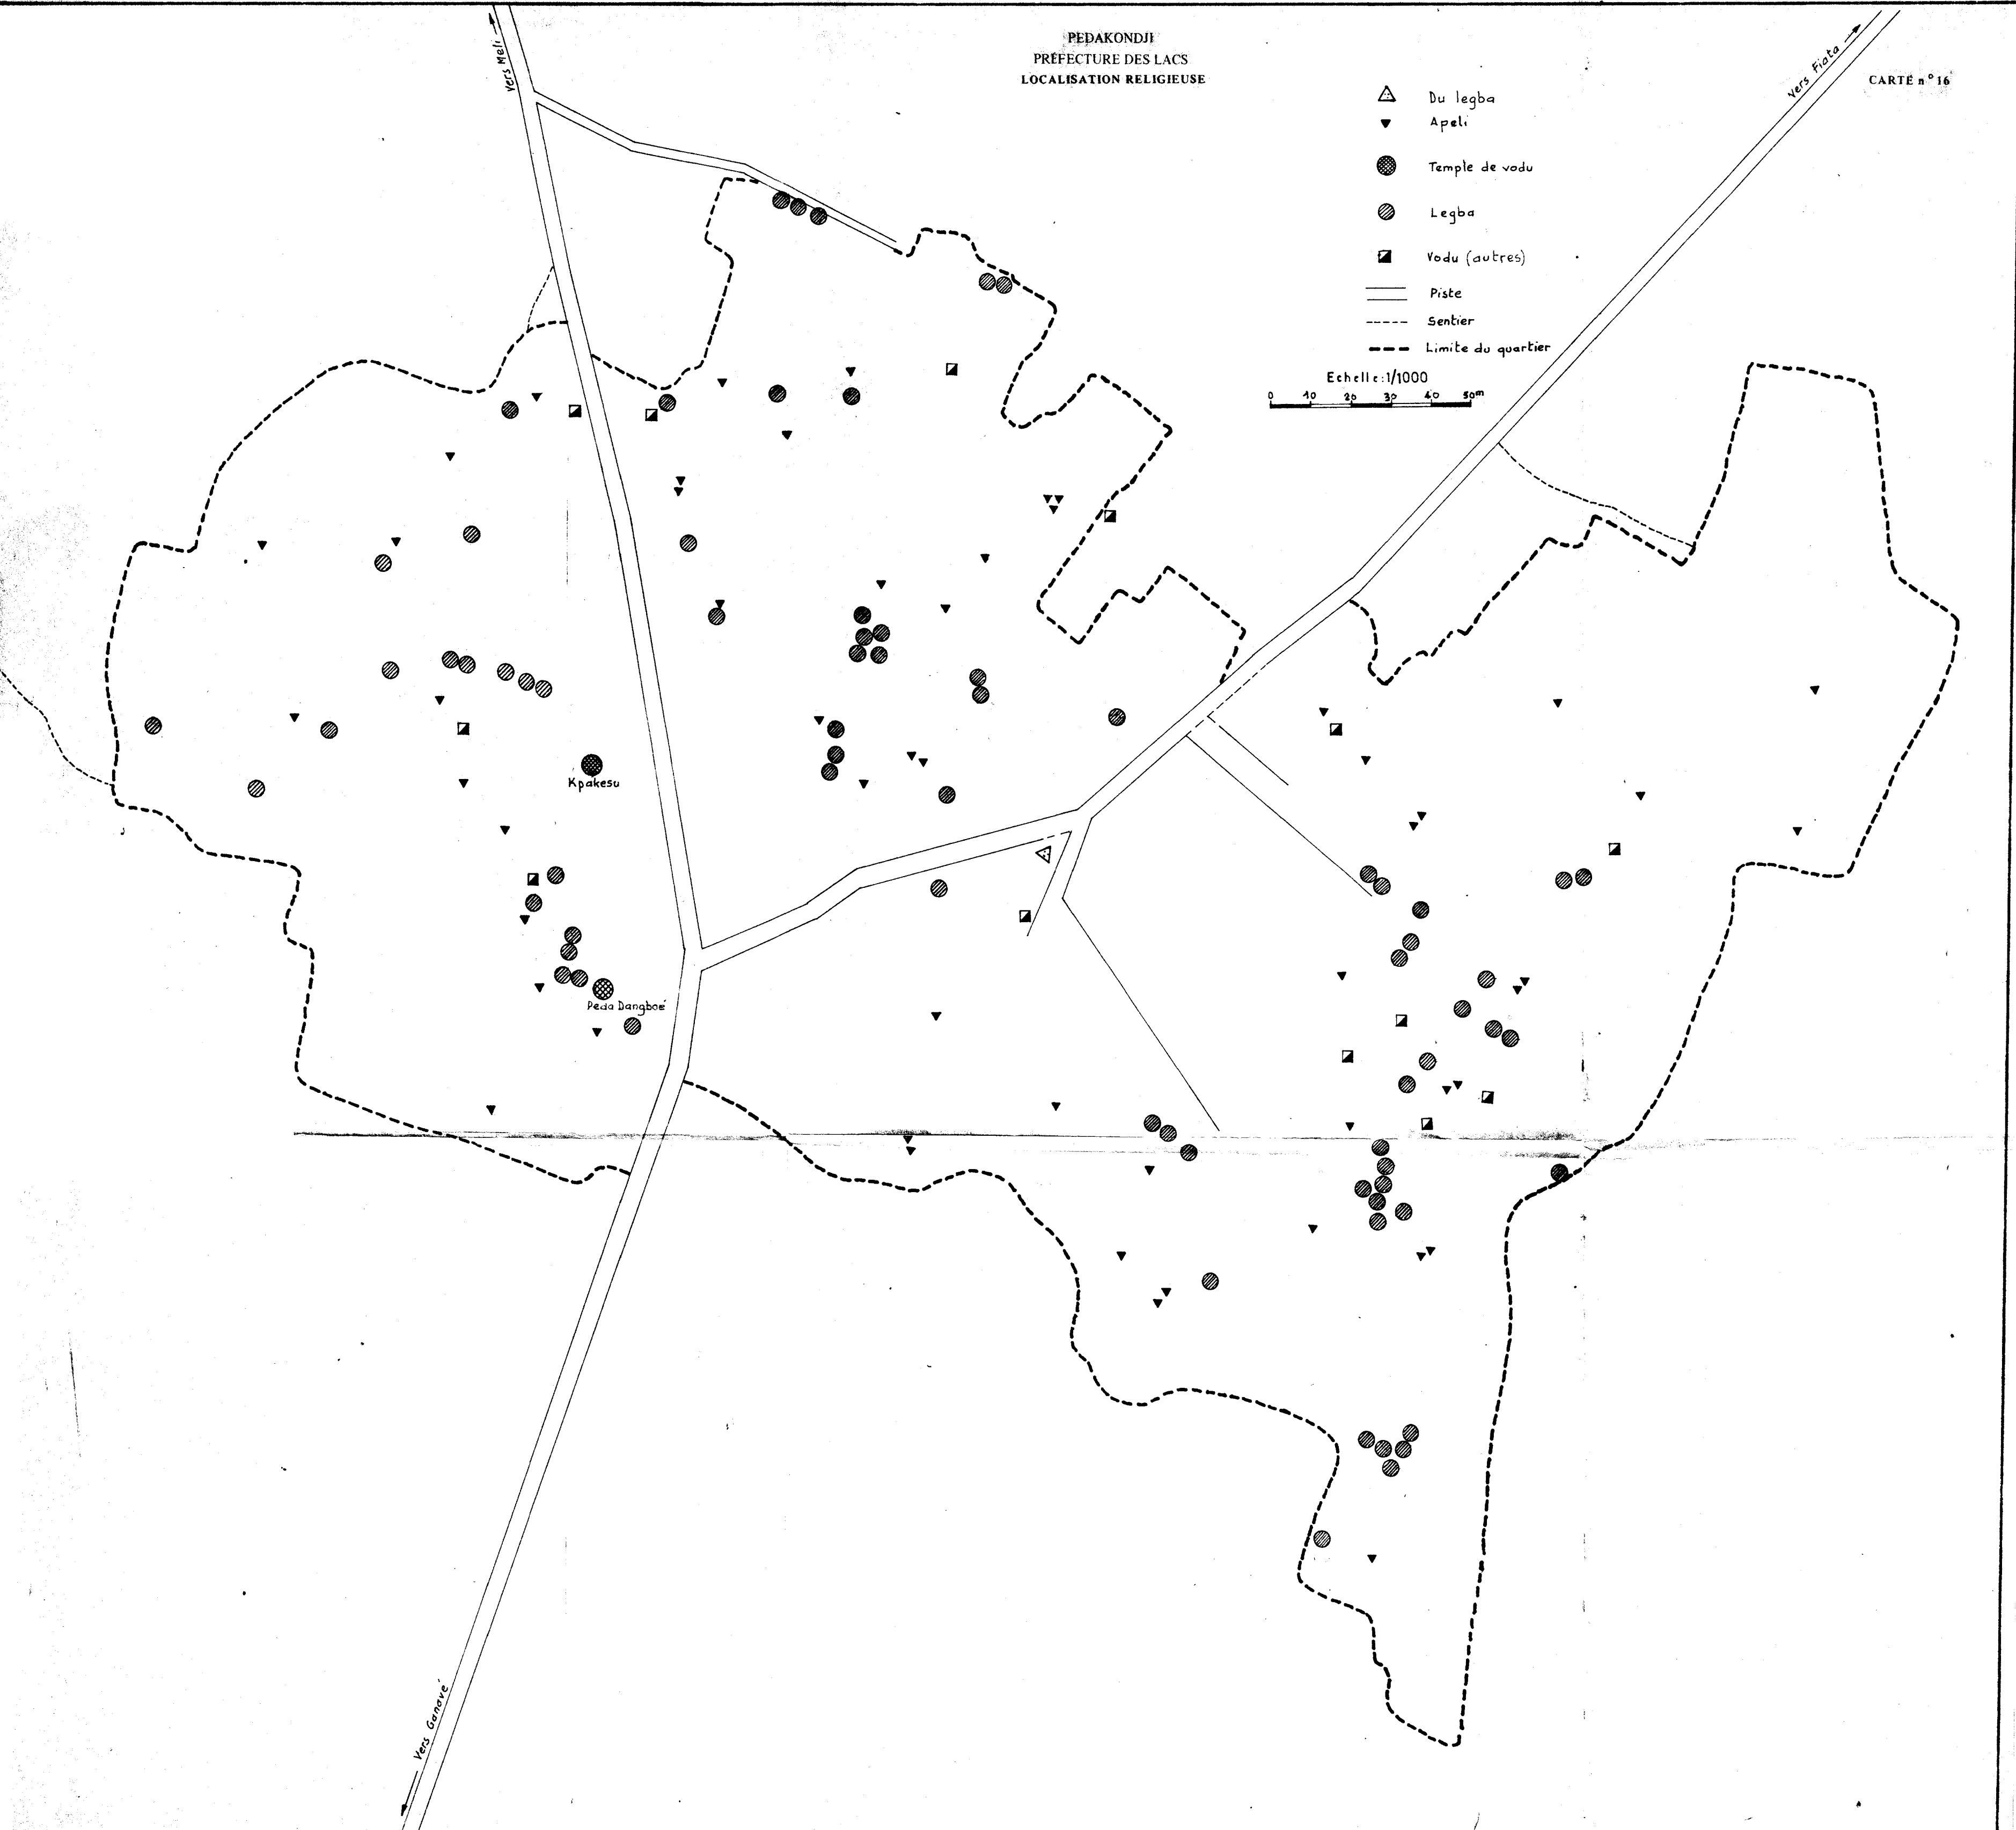 PEDAKONDJI
PRÉFECTURE DES LACS
LOCALISATION RELIGIEUSE
CARTE n° 16
Vers Meli
Vers Fiata
Du legba
Apeli
Temple de vodu
Legba
Vodu (autres)
Piste
Sentier
Limite du quartier
Echelle: 1/1000
0 10 20 30 40 50m
Kpakesu
Peda Dangboé
Vers Ganavé